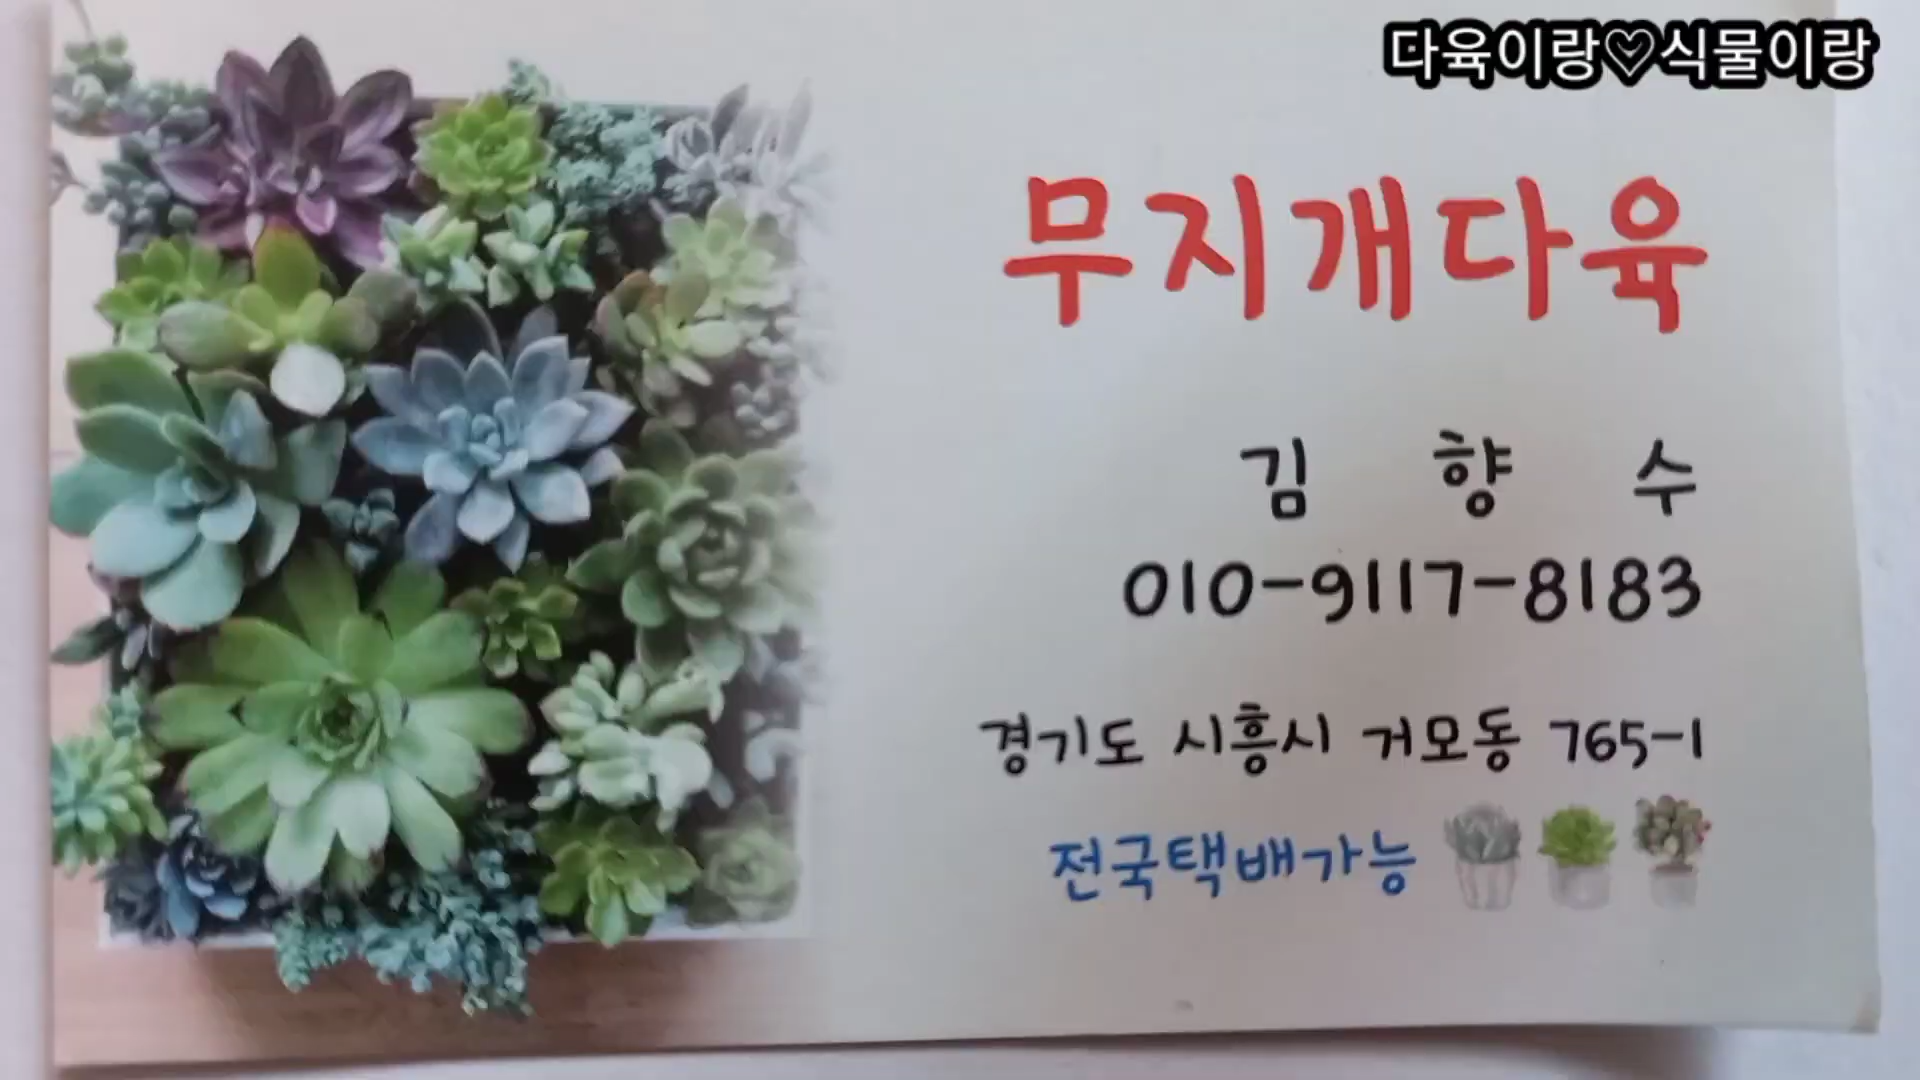 다육이랑♡식물이랑
무지개다육
김 향 수
010-9117-8183
경기도 시흥시 거모동 765-1
전국택배가능